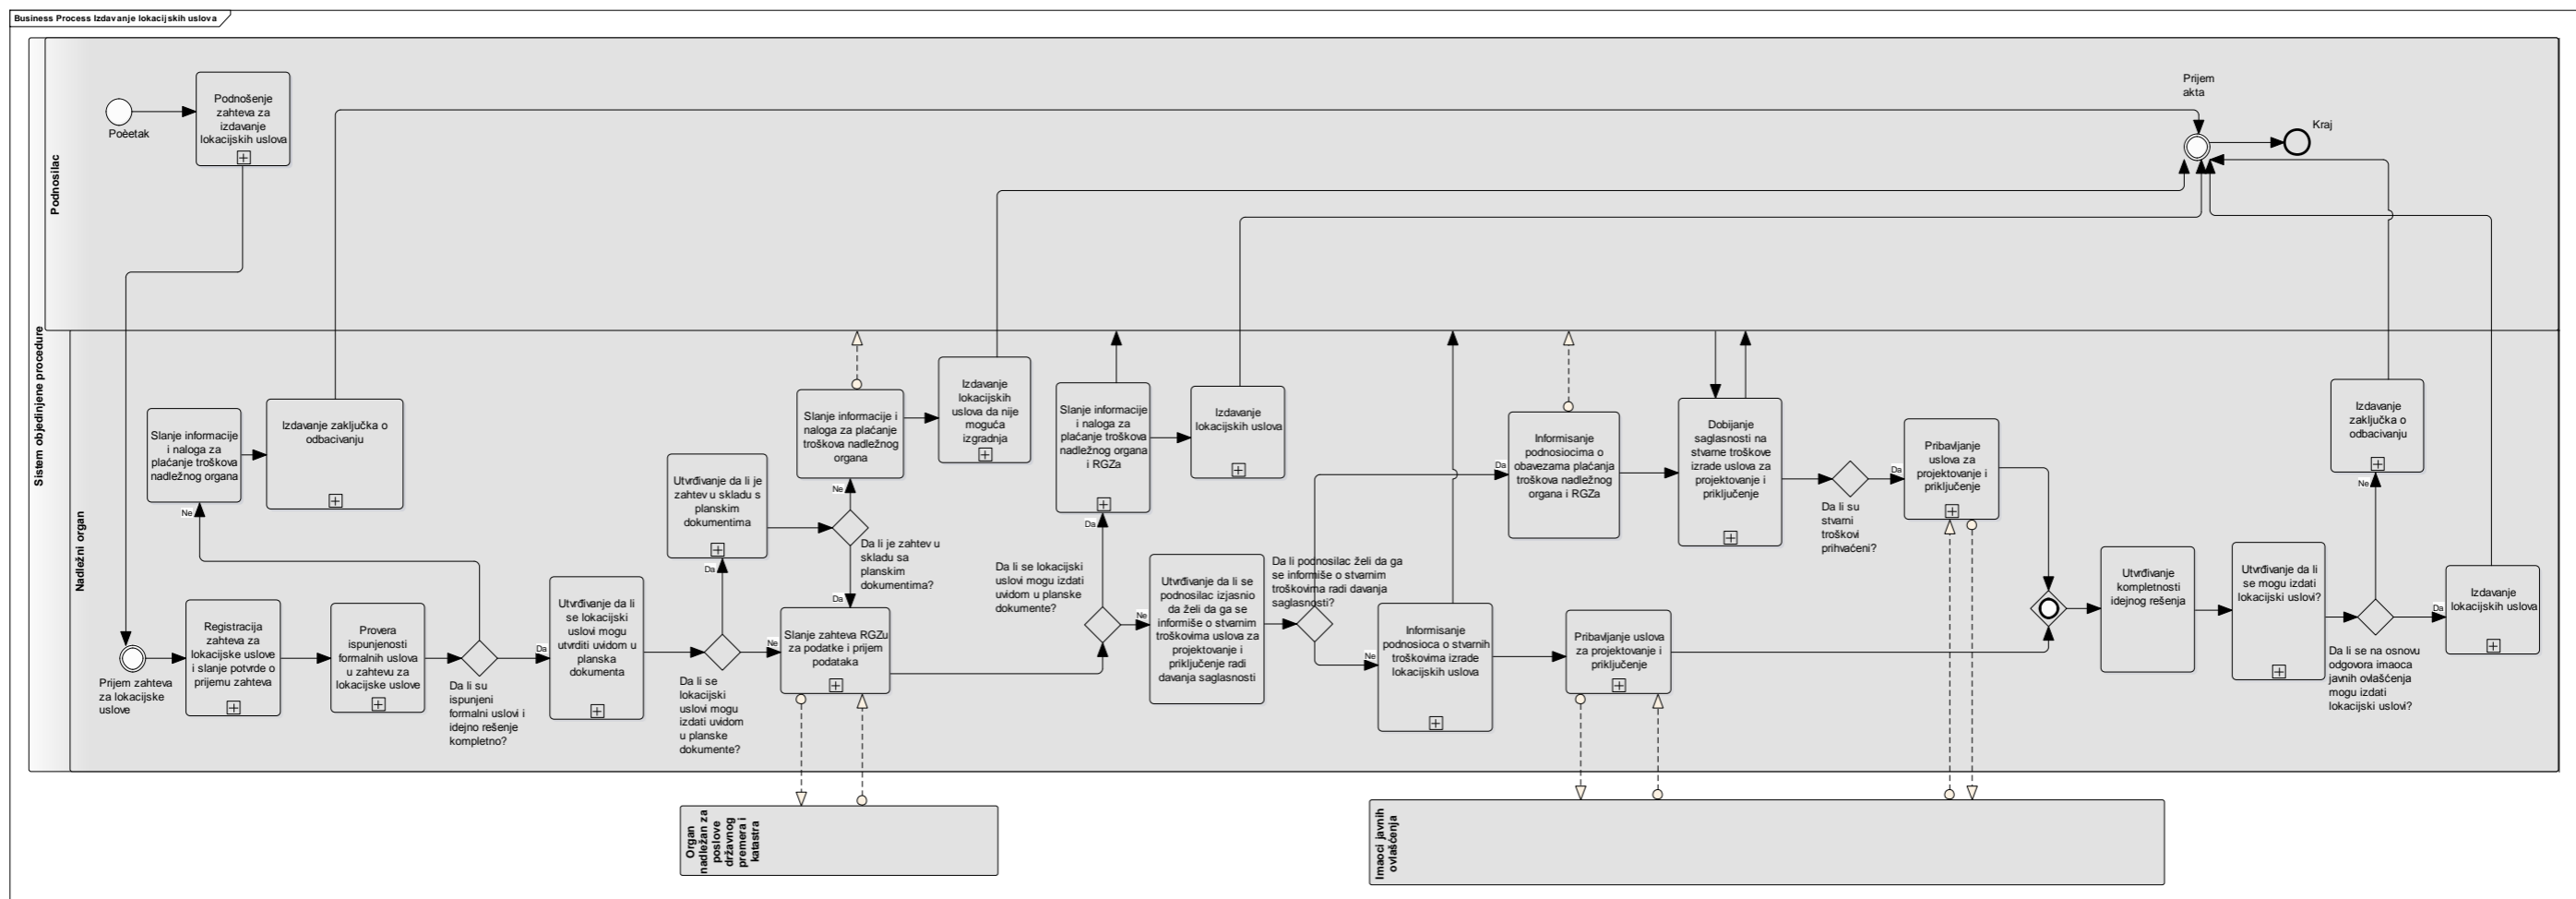 Business Process Izdavanje lokacijskih uslova
Sistem objedinjene procedure
Podnosilac
Poèetak
Podnošenje
zahteva za
izdavanje
lokacijskih uslova
Prijem
akta
Kraj
Nadležni organ
Prijem zahteva
za lokacijske
uslove
Registracija
zahteva za
lokacijske uslove
i slanje potvrde o
prijemu zahteva
Provera
ispunjenosti
formalnih uslova
u zahtevu za
lokacijske uslove
Da li su
ispunjeni
formalni uslovi i
idejno rešenje
kompletno?
Ne
Slanje informacije
i naloga za
plaćanje troškova
nadležnog organa
Izdavanje zaključka o
odbacivanju
Da
Utvrđivanje da li
se lokacijski
uslovi mogu
utvrditi uvidom u
planska
dokumenta
Da li se
lokacijski
uslovi mogu
izdati uvidom
u planske
dokumente?
Da
Utvrđivanje da li je
zahtev u skladu s
planskim
dokumentima
Da li je zahtev u
skladu sa
planskim
dokumentima?
Ne
Slanje informacije i
naloga za plaćanje
troškova nadležnog
organa
Izdavanje
lokacijskih
uslova da nije
moguća
izgradnja
Da
Ne
Slanje zahteva RGZu
za podatke i prijem
podataka
Da li se lokacijski
uslovi mogu izdati
uvidom u planske
dokumente?
Da
Slanje informacije i
naloga za
plaćanje troškova
nadležnog organa
i RGZa
Izdavanje
lokacijskih uslova
Ne
Utvrđivanje da li se
podnosilac izjasnio
da želi da ga se
informiše o stvarnim
troškovima uslova za
projektovanje i
priključenje radi
davanja saglasnosti
Da li podnosilac želi da ga
se informiše o stvarnim
troškovima radi davanja
saglasnosti?
Da
Informisanje
podnosiocima o
obavezama plaćanja
troškova nadležnog
organa i RGZa
Dobijanje
saglasnosti na
stvarne troškove
izrade uslova za
projektovanje i
priključenje
Da li su
stvarni
troškovi
prihvaćeni?
Da
Pribavljanje
uslova za
projektovanje i
priključenje
Ne
Informisanje
podnosioca o stvarnim
troškovima izrade
lokacijskih uslova
Pribavljanje uslova
za projektovanje i
priključenje
Utvrđivanje
kompletnosti
idejnog rešenja
Utvrđivanje da li
se mogu izdati
lokacijski uslovi?
Da li se na osnovu
odgovora imaoca
javnih ovlašćenja
mogu izdati
lokacijski uslovi?
Ne
Izdavanje
zaključka o
odbacivanju
Da
Izdavanje
lokacijskih uslova
Organ
nadležan za
poslove
državnog
premera i
katastra
Imaoci javnih
ovlašćenja